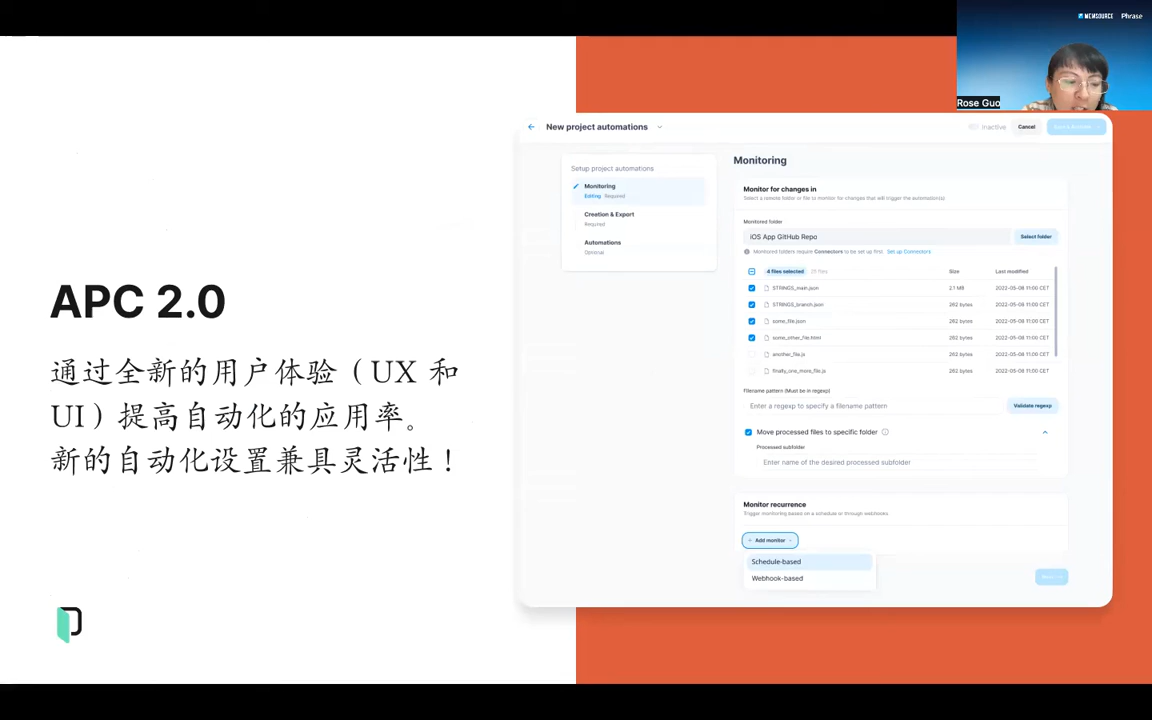 MEMSOURCE Phrase
Rose Guo
APC 2.0
通过全新的用户体验（UX 和
UI）提高自动化的应用率。
新的自动化设置兼具灵活性！
New project automations
Inactive
Cancel
Setup project automations
Monitoring
Editing Required
Creation & Export
Required
Automations
Optional
Monitoring
Monitor for changes in
Select a remote folder or file to monitor for changes that will trigger the automation(s)
Monitored folder
iOS App GitHub Repo
Select folder
Monitored folders require Connectors to be set up first. Set up Connectors
4 files selected
Size
Last modified
STRINGS_main.json 2.1 MB 2022-05-08 11:00 CET
STRINGS_branch.json 262 bytes 2022-05-08 11:00 CET
some_file.json 262 bytes 2022-05-08 11:00 CET
some_other_file.html 262 bytes 2022-05-08 11:00 CET
another_file.js 262 bytes 2022-05-08 11:00 CET
finally_one_more_file.js 262 bytes 2022-05-08 11:00 CET
Filename pattern (Must be in regexp)
Enter a regexp to specify a filename pattern
Validate regexp
Move processed files to specific folder
Processed subfolder
Enter name of the desired processed subfolder
Monitor recurrence
Trigger monitoring based on a schedule or through webhooks
+ Add monitor
Schedule-based
Webhook-based